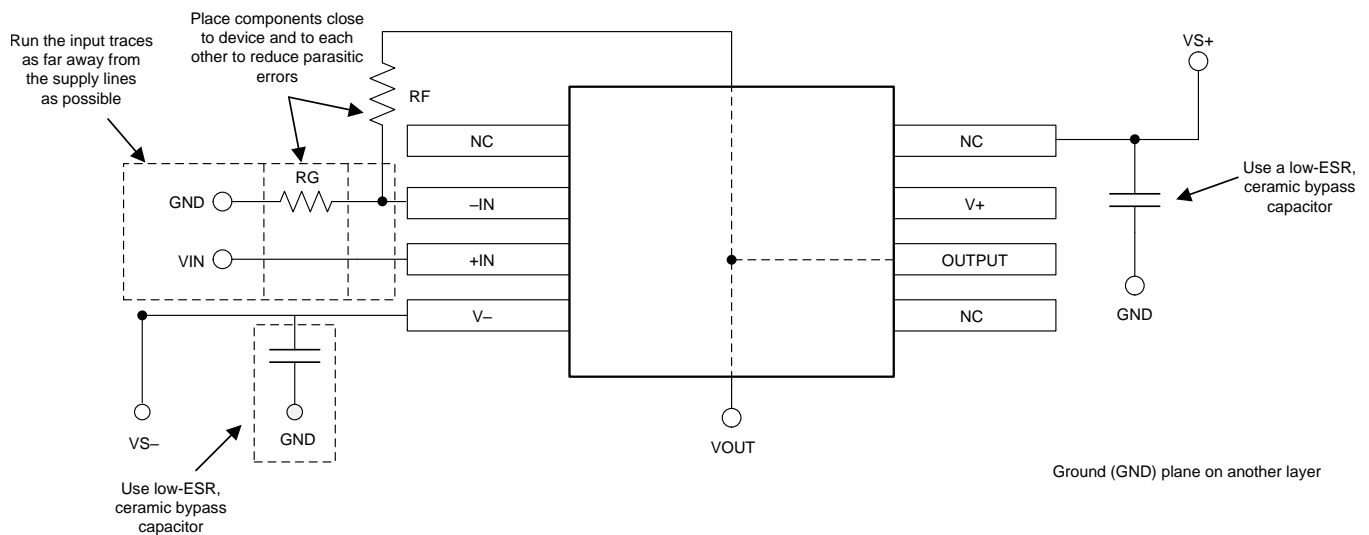 Place components close
to device and to each
other to reduce parasitic
errors
Run the input traces
as far away from
the supply lines
as possible
VS+
RF
NC
NC
Use a low-ESR,
ceramic bypass
capacitor
RG
GND
–IN
V+
VIN
+IN
OUTPUT
V–
NC
GND
VS–
GND
VOUT
Ground (GND) plane on another layer
Use low-ESR,
ceramic bypass
capacitor